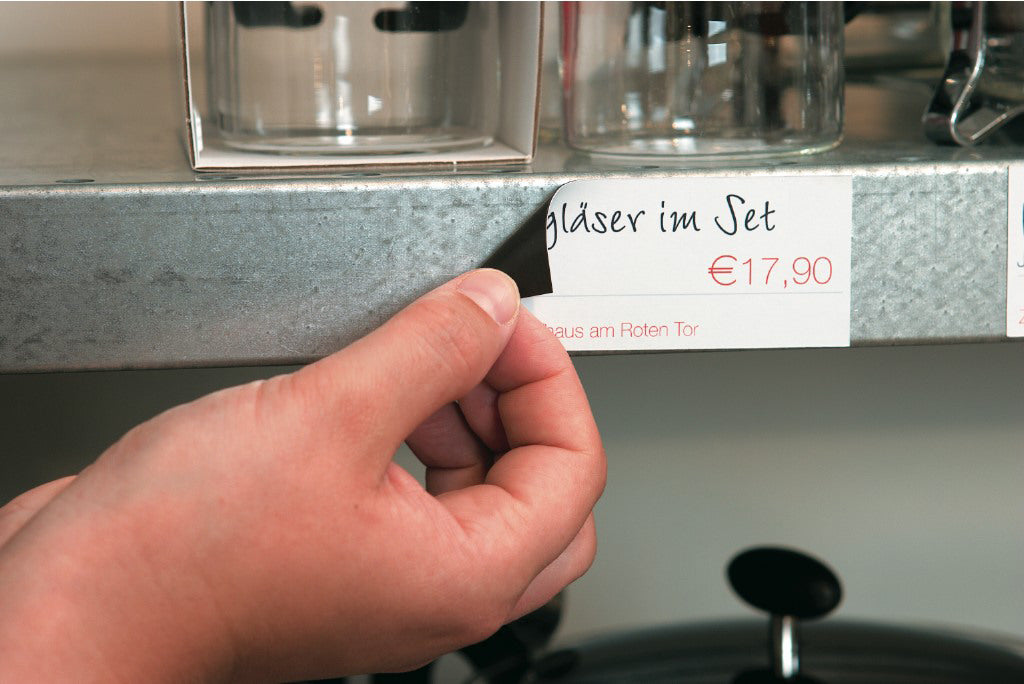 gläser im Set
€17,90
haus am Roten Tor